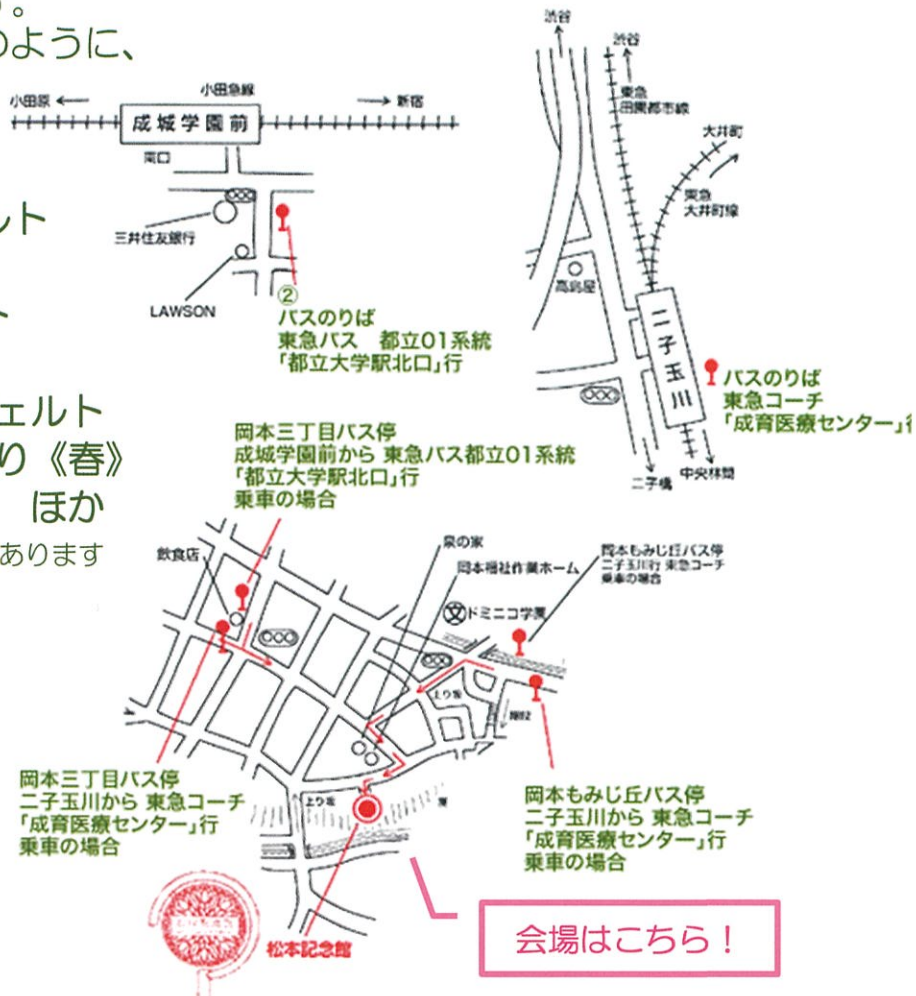 う。
のように、
ルト
ト
ェルト
り《春》
ほか
あります
小田原
小田急線
新宿
成城学園前
南口
三井住友銀行
LAWSON
②
バスのりば
東急バス 都立01系統
「都立大学駅北口」行
渋谷
渋谷
東急
田園都市線
大井町
東急
大井町線
高島屋
二子玉川
バスのりば
東急コーチ
「成育医療センター」行
二子橋
中央林間
岡本三丁目バス停
成城学園前から 東急バス都立01系統
「都立大学駅北口」行
乗車の場合
飲食店
泉の家
岡本福祉作業ホーム
岡本もみじ丘バス停
二子玉川行 東急コーチ
乗車の場合
文
ドミニコ学園
上り坂
階段
岡本三丁目バス停
二子玉川から 東急コーチ
「成育医療センター」行
乗車の場合
上り坂
崖
岡本もみじ丘バス停
二子玉川から 東急コーチ
「成育医療センター」行
乗車の場合
松本記念館
会場はこちら！